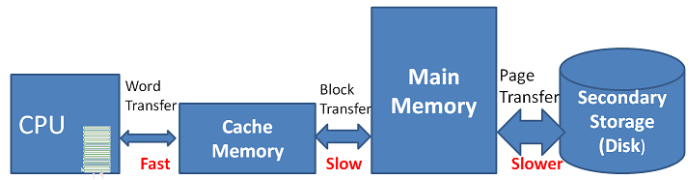 CPU
Word
Transfer
Fast
Cache
Memory
Block
Transfer
Slow
Main
Memory
Page
Transfer
Slower
Secondary
Storage
(Disk)